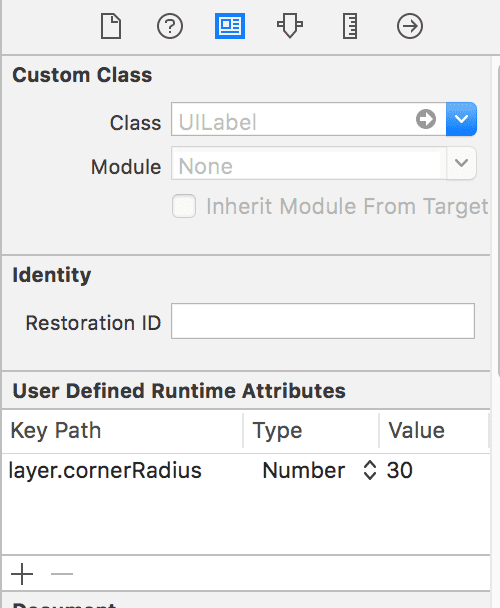 Custom Class
Class UILabel
Module None
Inherit Module From Target
Identity
Restoration ID
User Defined Runtime Attributes
Key Path Type Value
layer.cornerRadius Number 30
Document